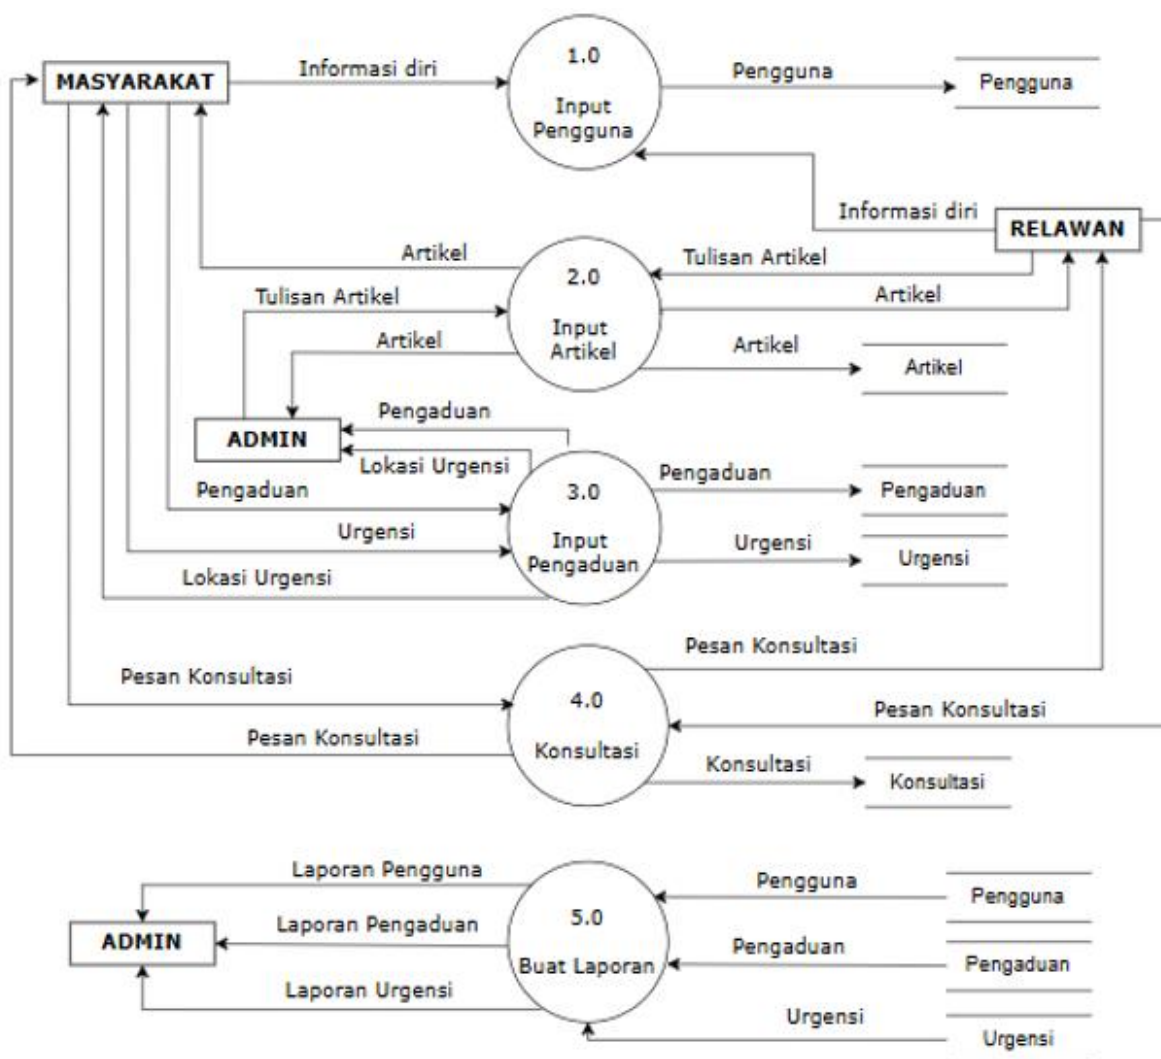 1.0
Input
Pengguna
MASYARAKAT
Informasi diri
Pengguna
Pengguna
Informasi diri
RELAWAN
Artikel
2.0
Input
Artikel
Tulisan Artikel
Tulisan Artikel
Artikel
Artikel
Artikel
Artikel
ADMIN
Pengaduan
Lokasi Urgensi
3.0
Input
Pengaduan
Pengaduan
Pengaduan
Pengaduan
Urgensi
Urgensi
Urgensi
Lokasi Urgensi
Pesan Konsultasi
Pesan Konsultasi
4.0
Konsultasi
Pesan Konsultasi
Pesan Konsultasi
Konsultasi
Konsultasi
Laporan Pengguna
5.0
Buat Laporan
Pengguna
Pengguna
ADMIN
Laporan Pengaduan
Pengaduan
Pengaduan
Laporan Urgensi
Urgensi
Urgensi